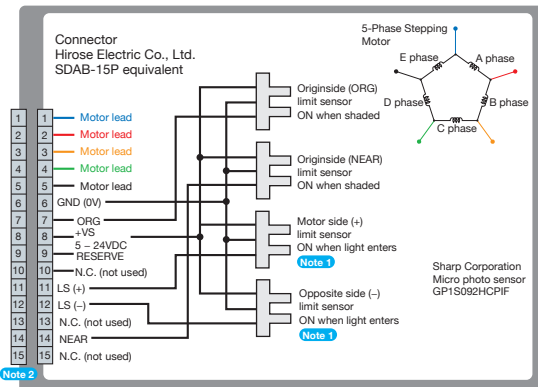 Connector
Hirose Electric Co., Ltd.
SDAB-15P equivalent
5-Phase Stepping
Motor
E phase
A phase
D phase
B phase
C phase
1 1 Motor lead
2 2 Motor lead
3 3 Motor lead
4 4 Motor lead
5 5 Motor lead
6 6 GND (0V)
7 7 ORG
8 8 +VS
5 – 24VDC
9 9 RESERVE
10 10 N.C. (not used)
11 11 LS (+)
12 12 LS (–)
13 13 N.C. (not used)
14 14 NEAR
15 15 N.C. (not used)
Note 2
Originside (ORG)
limit sensor
ON when shaded
Originside (NEAR)
limit sensor
ON when shaded
Motor side (+)
limit sensor
ON when light enters
Note 1
Opposite side (–)
limit sensor
ON when light enters
Note 1
Sharp Corporation
Micro photo sensor
GP1S092HCPIF